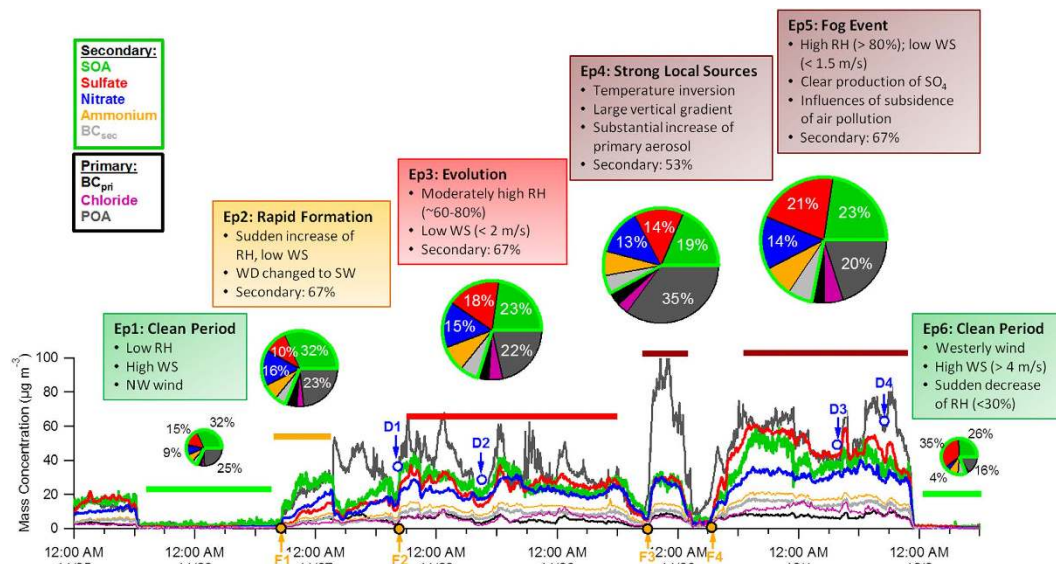 Secondary:
SOA
Sulfate
Nitrate
Ammonium
BCsec
Primary:
BCpri
Chloride
POA
Ep1: Clean Period
• Low RH
• High WS
• NW wind
Ep2: Rapid Formation
• Sudden increase of
RH, low WS
• WD changed to SW
• Secondary: 67%
Ep3: Evolution
• Moderately high RH
(~60-80%)
• Low WS (< 2 m/s)
• Secondary: 67%
Ep4: Strong Local Sources
• Temperature inversion
• Large vertical gradient
• Substantial increase of
primary aerosol
• Secondary: 53%
Ep5: Fog Event
• High RH (> 80%); low WS
(< 1.5 m/s)
• Clear production of SO4
• Influences of subsidence
of air pollution
• Secondary: 67%
Ep6: Clean Period
• Westerly wind
• High WS (> 4 m/s)
• Sudden decrease
of RH (<30%)
15% 32%
9% 25%
10% 32%
16% 23%
18% 23%
15% 22%
14% 19%
13% 35%
21% 23%
14% 20%
35% 26%
4% 16%
D1
D2
D3
D4
Mass Concentration (µg m-3)
100
80
60
40
20
0
F1
F2
F3
F4
12:00 AM
12:00 AM
12:00 AM
12:00 AM
12:00 AM
12:00 AM
12:00 AM
12:00 AM